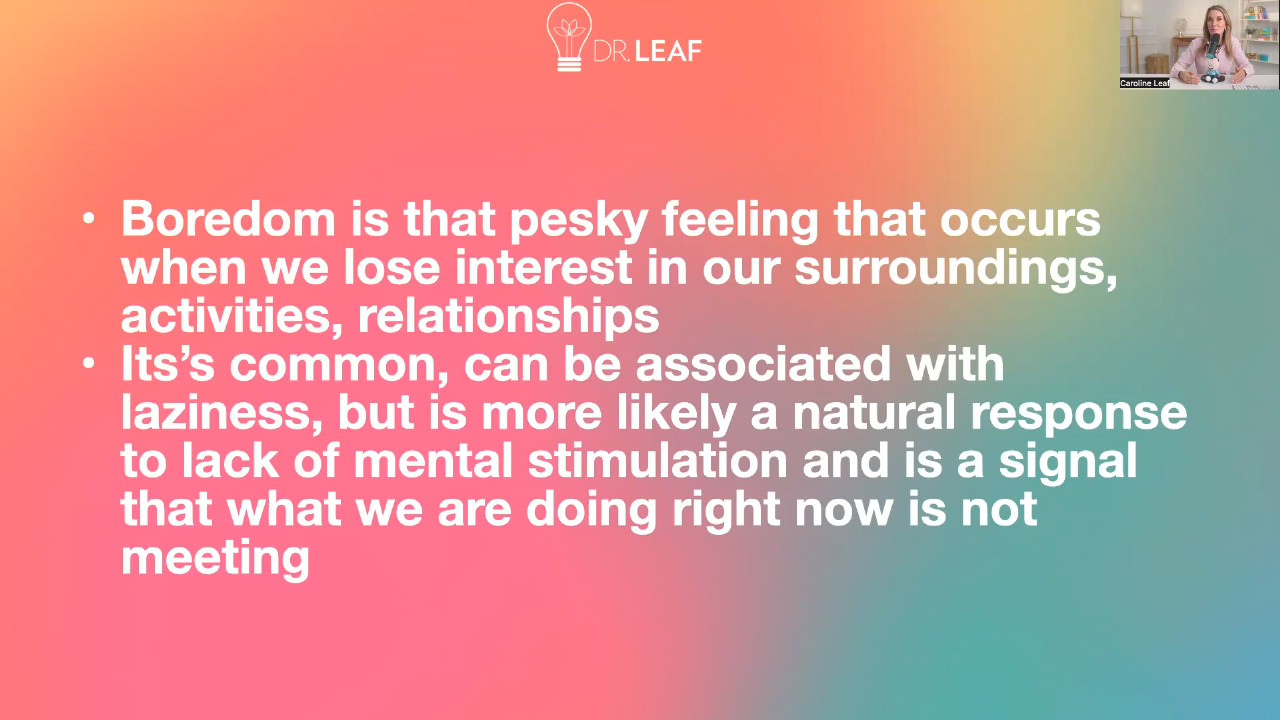 DR. LEAF
Caroline Leaf
• Boredom is that pesky feeling that occurs
when we lose interest in our surroundings,
activities, relationships
• Its’s common, can be associated with
laziness, but is more likely a natural response
to lack of mental stimulation and is a signal
that what we are doing right now is not
meeting